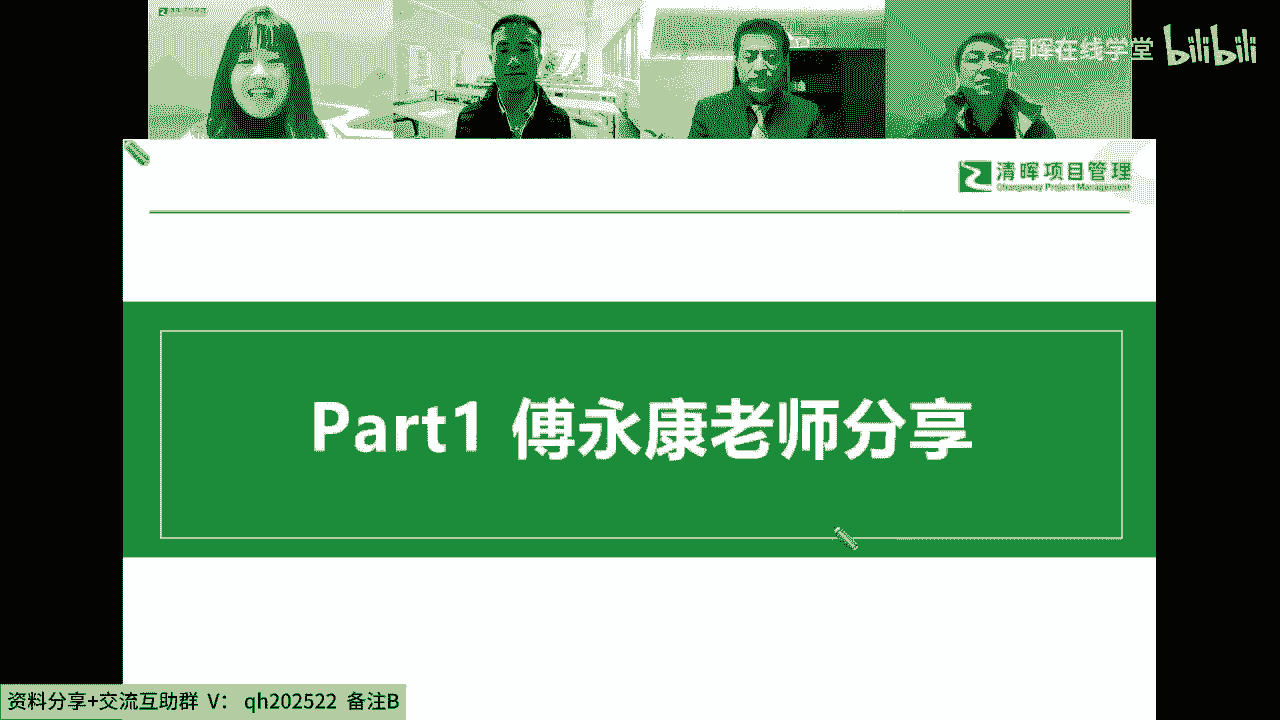 清晖在线学堂 bilibili
清晖项目管理
Changeway Project Management
Part1 傅永康老师分享
资料分享+交流互助群 V: qh202522 备注B